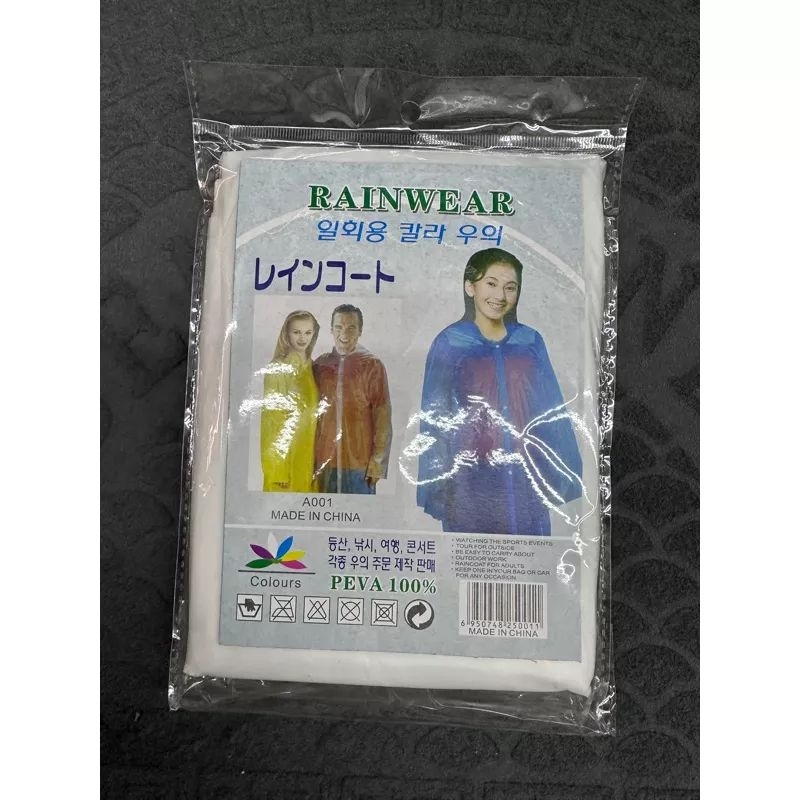 RAINWEAR
일회용 칼라 우의
レインコート
A001
MADE IN CHINA
등산, 낚시, 여행, 콘서트
각종 우의 주문 제작 판매
Colours
PEVA 100%
• WATCHING THE SPORTS EVENTS
• TOUR FOR OUTSIDE
• BE EASY TO CARRY ABOUT
• OUTDOOR WORK
• RAINCOAT FOR ADULTS
• KEEP ONE IN YOUR BAG OR CAR
FOR ANY OCCASION
6 950748 250011
MADE IN CHINA